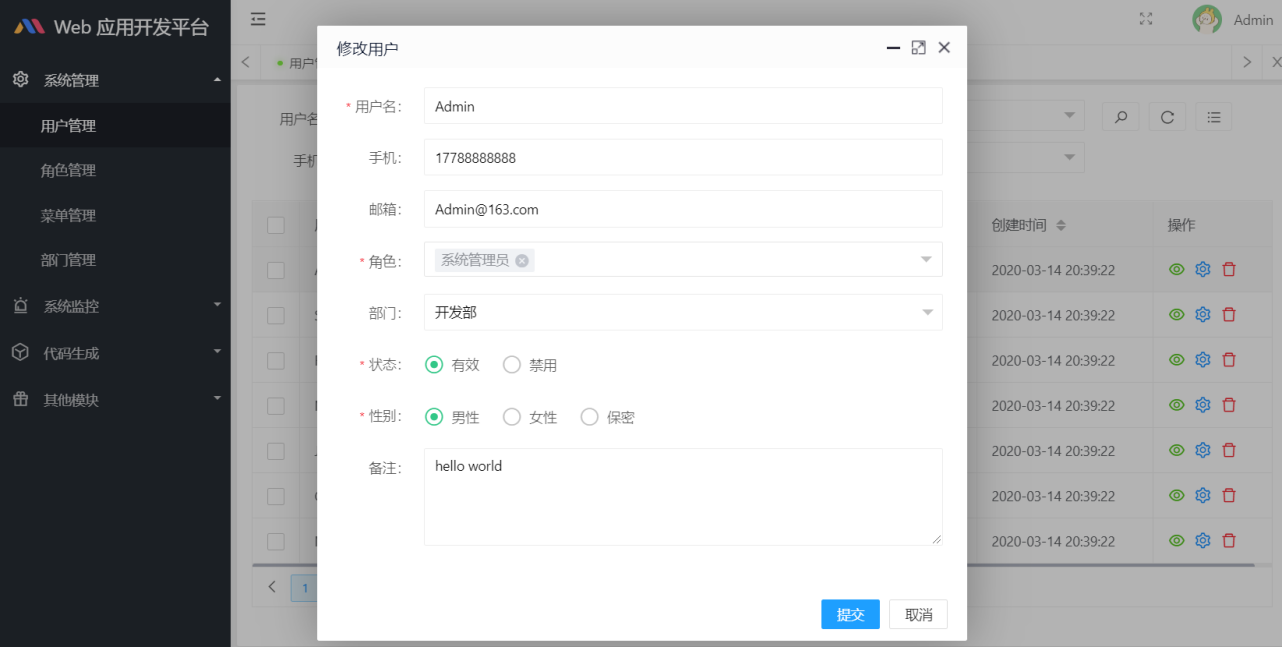 Web 应用开发平台
Admin
系统管理
用户管理
角色管理
菜单管理
部门管理
系统监控
代码生成
其他模块
用户
用户名
手机
修改用户
* 用户名：
Admin
手机：
17788888888
邮箱：
Admin@163.com
* 角色：
系统管理员
部门：
开发部
* 状态：
有效
禁用
* 性别：
男性
女性
保密
备注：
hello world
提交
取消
创建时间
操作
2020-03-14 20:39:22
2020-03-14 20:39:22
2020-03-14 20:39:22
2020-03-14 20:39:22
2020-03-14 20:39:22
2020-03-14 20:39:22
2020-03-14 20:39:22
1